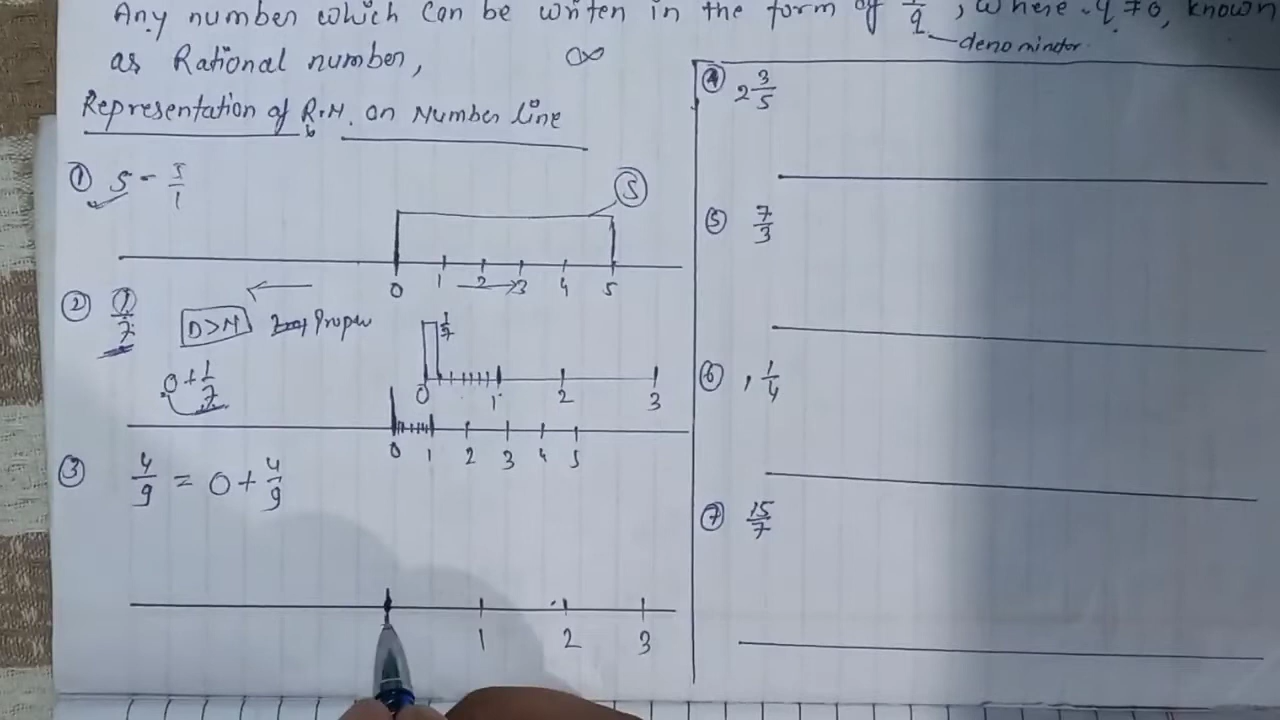 Any number which can be written in the form of p/q, where q ≠ 0, known
denomintor
as Rational number, ∞
Representation of R.N. on Number line
① 5 - 5/1
⑤
0 1 2 3 4 5
② 1/7 D>N Proper
0 + 1/7
1/7
0 1 2 3
0 1 2 3 4 5
③ 4/9 = 0 + 4/9
1 2 3
④ 2 3/5
⑤ 7/3
⑥ , 1/4
⑦ 15/7